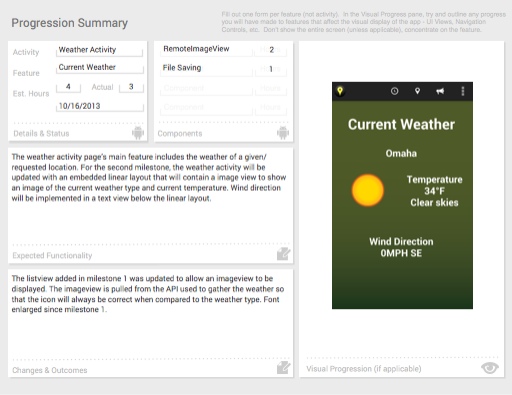 Progression Summary
Fill out one form per feature (not activity). In the Visual Progress pane, try and outline any progress
you will have made to features that affect the visual display of the app - UI Views, Navigation
Controls, etc. Don't show the entire screen (unless applicable), concentrate on the feature.
Activity Weather Activity
Feature Current Weather
Est. Hours 4 Actual 3
10/16/2013
Details & Status
RemoteImageView 2
File Saving 1
Component Hours
Component Hours
Components
The weather activity page's main feature includes the weather of a given/
requested location. For the second milestone, the weather activity will be
updated with an embedded linear layout that will contain a image view to show
an image of the current weather type and current temperature. Wind direction
will be implemented in a text view below the linear layout.
Expected Functionality
The listview added in milestone 1 was updated to allow an imageview to be
displayed. The imageview is pulled from the API used to gather the weather so
that the icon will always be correct when compared to the weather type. Font
enlarged since milestone 1.
Changes & Outcomes
Current Weather
Omaha
Temperature
34°F
Clear skies
Wind Direction
0MPH SE
Visual Progression (if applicable)